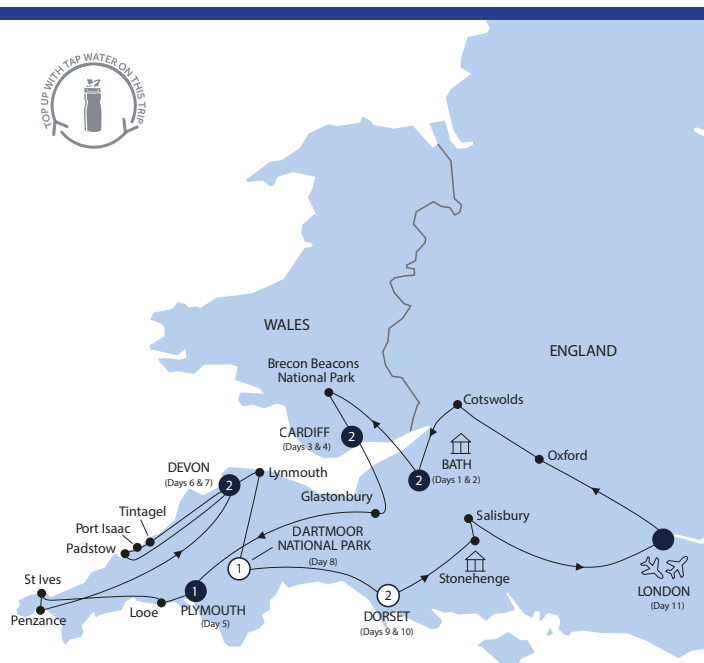 TOP UP WITH TAP WATER ON THIS TRIP
WALES
ENGLAND
Brecon Beacons
National Park
Cotswolds
CARDIFF
2
(Days 3 & 4)
BATH
2
(Days 1 & 2)
Oxford
DEVON
(Days 6 & 7)
2
Lynmouth
Glastonbury
Tintagel
Port Isaac
Padstow
Salisbury
DARTMOOR
NATIONAL PARK
(Day 8)
1
Stonehenge
St Ives
Penzance
Looe
1
PLYMOUTH
(Day 5)
2
DORSET
(Days 9 & 10)
LONDON
(Day 11)